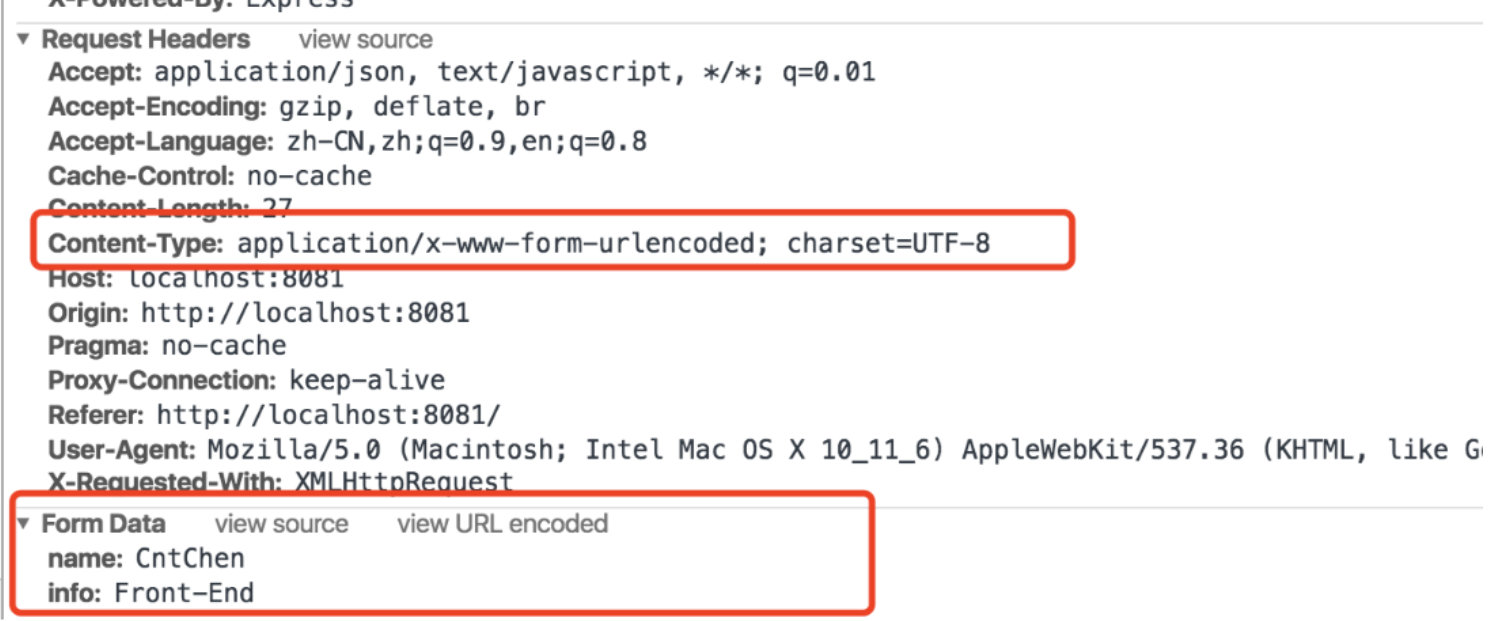 X-Powered-By: Express
Request Headers view source
Accept: application/json, text/javascript, */*; q=0.01
Accept-Encoding: gzip, deflate, br
Accept-Language: zh-CN,zh;q=0.9,en;q=0.8
Cache-Control: no-cache
Content-Length: 27
Content-Type: application/x-www-form-urlencoded; charset=UTF-8
Host: localhost:8081
Origin: http://localhost:8081
Pragma: no-cache
Proxy-Connection: keep-alive
Referer: http://localhost:8081/
User-Agent: Mozilla/5.0 (Macintosh; Intel Mac OS X 10_11_6) AppleWebKit/537.36 (KHTML, like
X-Requested-With: XMLHttpRequest
Form Data view source view URL encoded
name: CntChen
info: Front-End